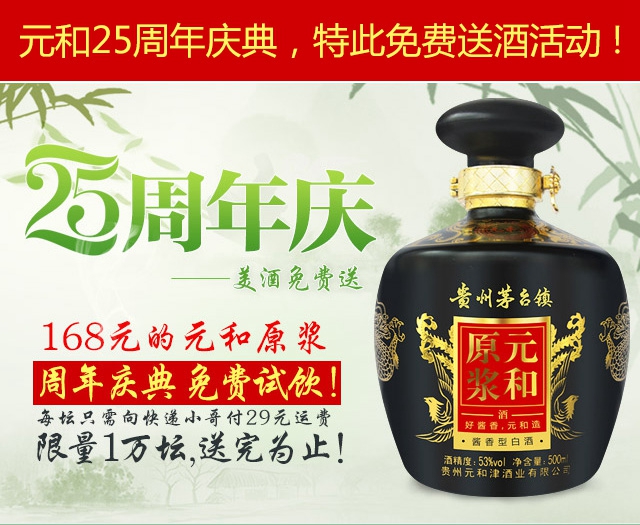 元和25周年庆典，特此免费送酒活动！
25周年庆
——美酒免费送
168元的元和原浆
周年庆典 免费试饮！
每坛只需向快递小哥付29元运费
限量1万坛，送完为止！
貴州茅台镇
元和
原浆
酒
好酱香，元和造
酱香型白酒
酒精度：53%vol 净含量：500ml
贵州元和津酒业有限公司